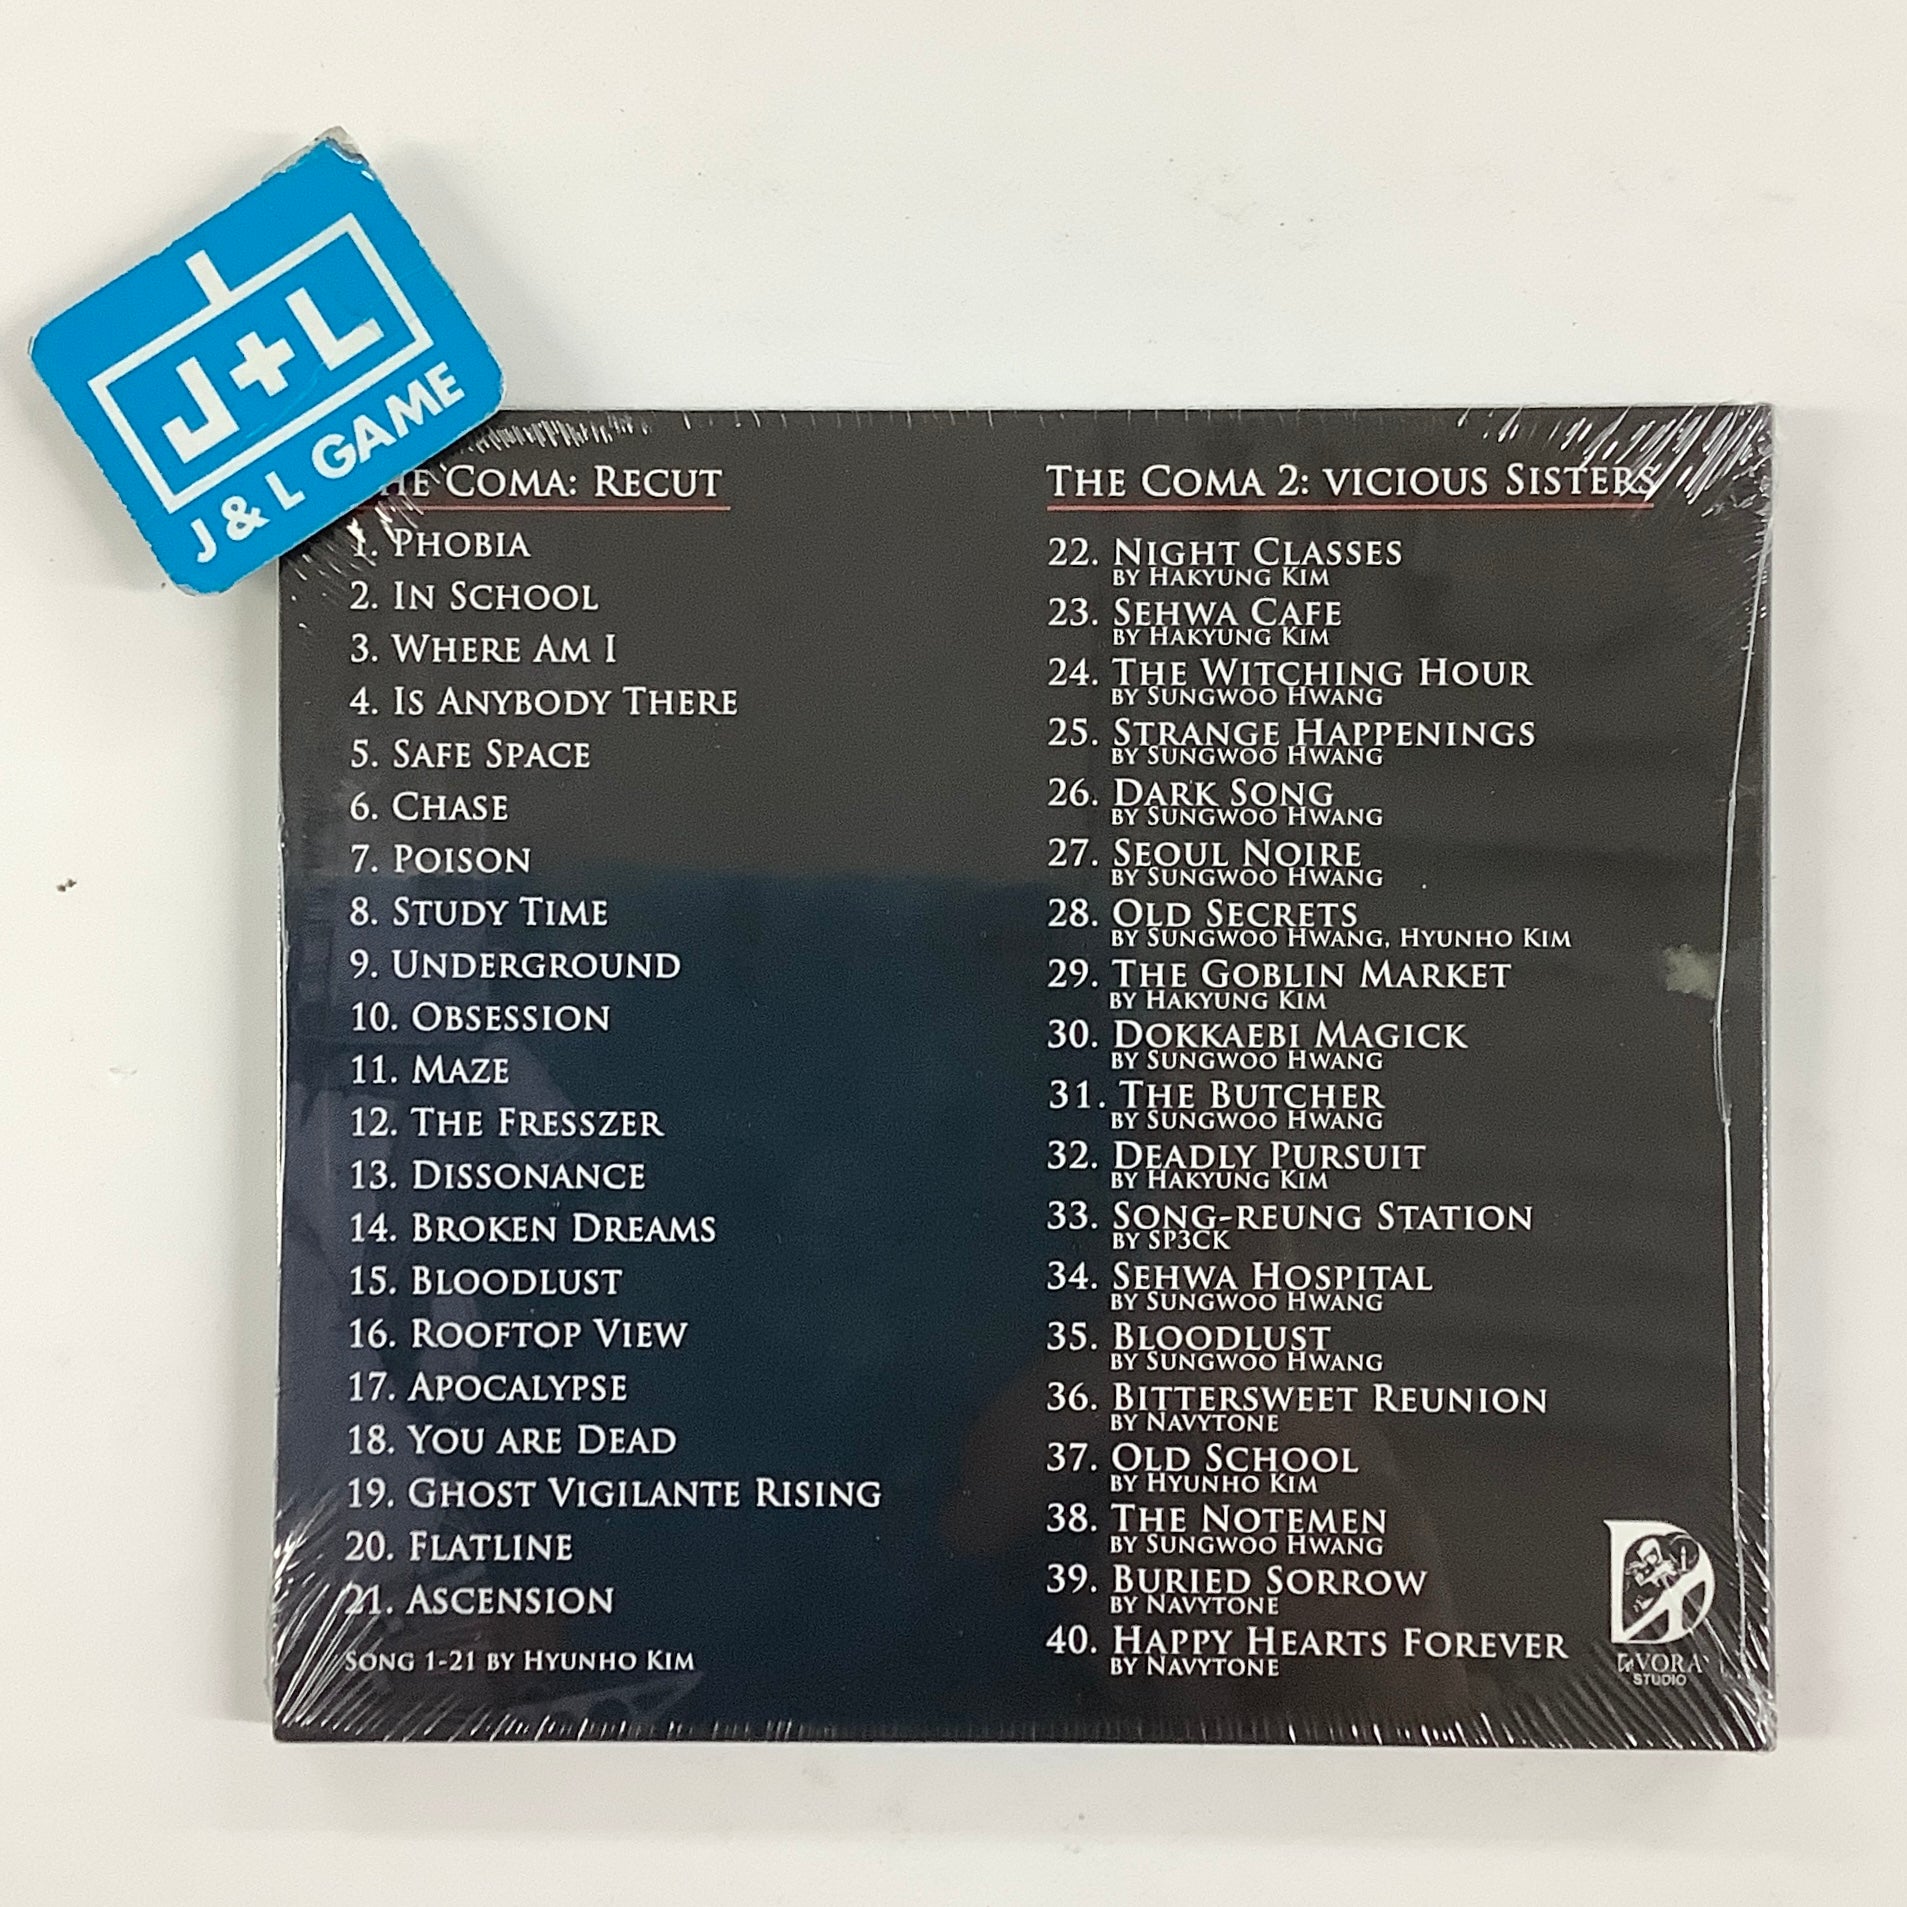 J+L
J & L GAME
THE COMA: RECUT
1. PHOBIA
2. IN SCHOOL
3. WHERE AM I
4. IS ANYBODY THERE
5. SAFE SPACE
6. CHASE
7. POISON
8. STUDY TIME
9. UNDERGROUND
10. OBSESSION
11. MAZE
12. THE FRESSZER
13. DISSONANCE
14. BROKEN DREAMS
15. BLOODLUST
16. ROOFTOP VIEW
17. APOCALYPSE
18. YOU ARE DEAD
19. GHOST VIGILANTE RISING
20. FLATLINE
21. ASCENSION
SONG 1-21 BY HYUNHO KIM
THE COMA 2: VICIOUS SISTERS
22. NIGHT CLASSES
BY HAKYUNG KIM
23. SEHWA CAFE
BY HAKYUNG KIM
24. THE WITCHING HOUR
BY SUNGWOO HWANG
25. STRANGE HAPPENINGS
BY SUNGWOO HWANG
26. DARK SONG
BY SUNGWOO HWANG
27. SEOUL NOIRE
BY SUNGWOO HWANG
28. OLD SECRETS
BY SUNGWOO HWANG, HYUNHO KIM
29. THE GOBLIN MARKET
BY HAKYUNG KIM
30. DOKKAEBI MAGICK
BY SUNGWOO HWANG
31. THE BUTCHER
BY SUNGWOO HWANG
32. DEADLY PURSUIT
BY HAKYUNG KIM
33. SONG-REUNG STATION
BY SP3CK
34. SEHWA HOSPITAL
BY SUNGWOO HWANG
35. BLOODLUST
BY SUNGWOO HWANG
36. BITTERSWEET REUNION
BY NAVYTONE
37. OLD SCHOOL
BY HYUNHO KIM
38. THE NOTEMEN
BY SUNGWOO HWANG
39. BURIED SORROW
BY NAVYTONE
40. HAPPY HEARTS FOREVER
BY NAVYTONE
DEVORA
STUDIO